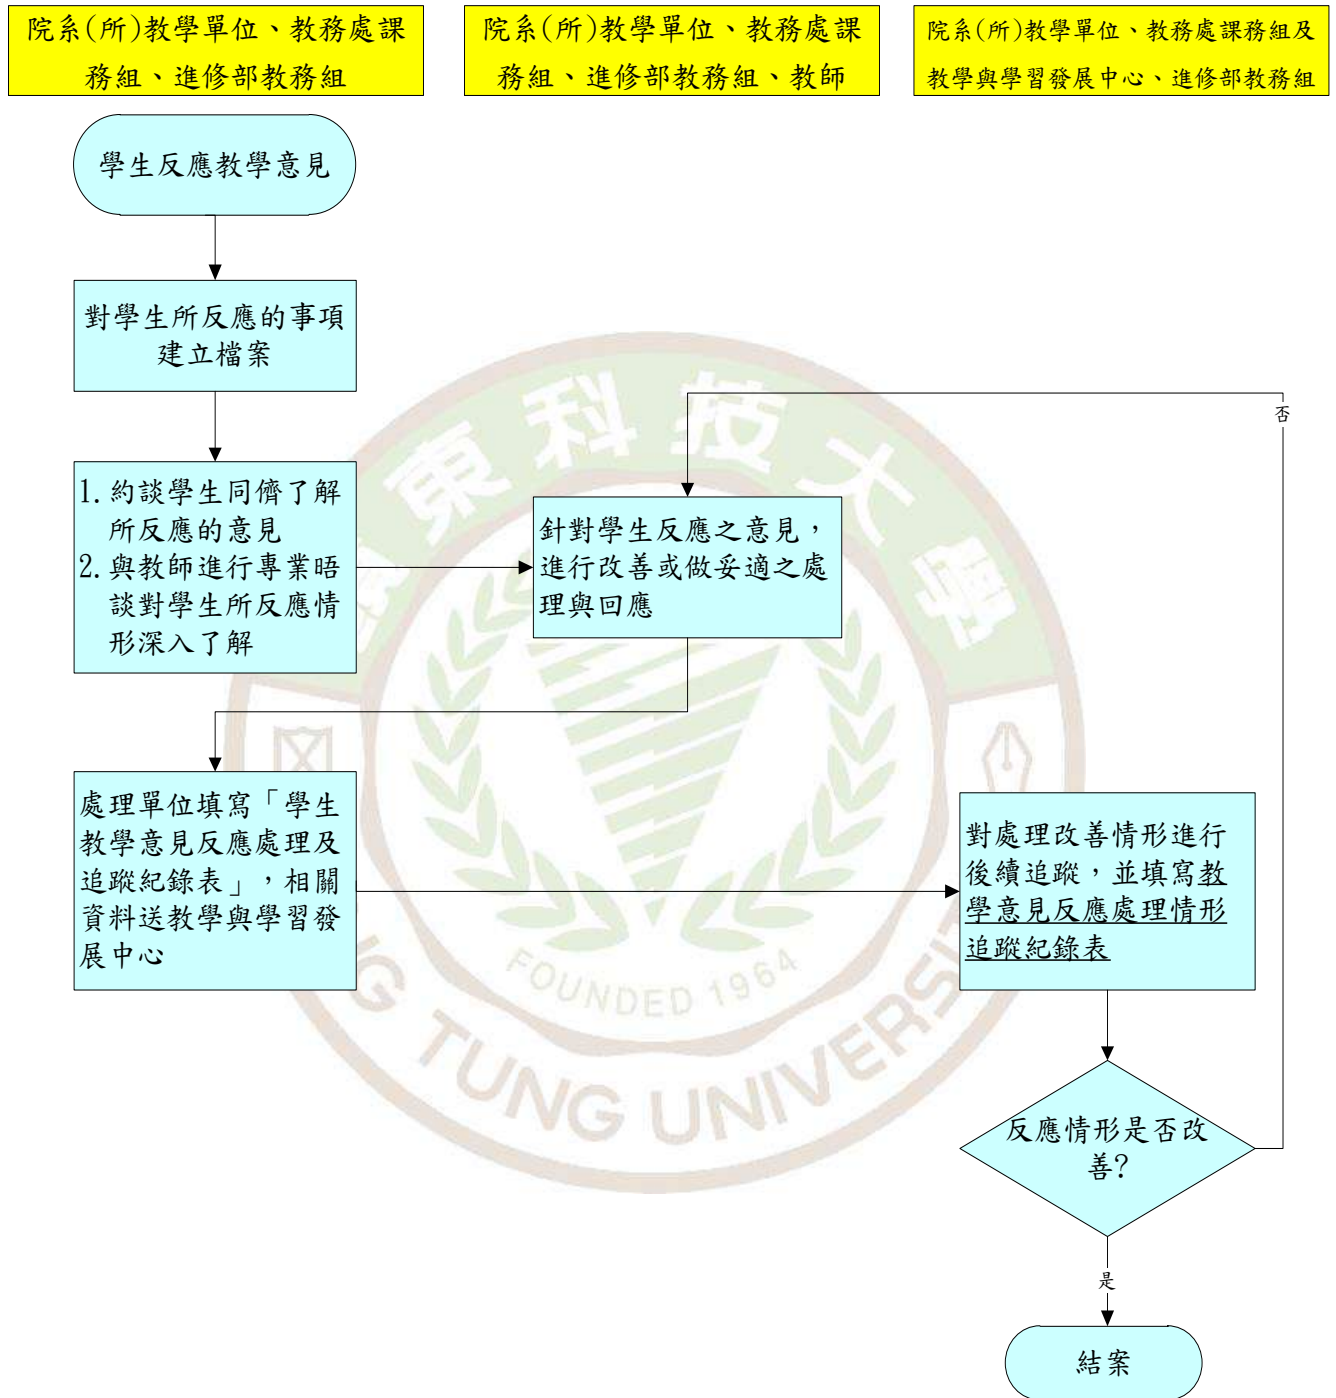 院系(所)教學單位、教務處課
務組、進修部教務組
院系(所)教學單位、教務處課
務組、進修部教務組、教師
院系(所)教學單位、教務處課務組及
教學與學習發展中心、進修部教務組
學生反應教學意見
對學生所反應的事項
建立檔案
1.約談學生同儕了解
所反應的意見
2.與教師進行專業晤
談對學生所反應情
形深入了解
針對學生反應之意見，
進行改善或做妥適之處
理與回應
否
處理單位填寫「學生
教學意見反應處理及
追蹤紀錄表」，相關
資料送教學與學習發
展中心
對處理改善情形進行
後續追蹤，並填寫教
學意見反應處理情形
追蹤紀錄表
反應情形是否改
善?
是
結案
東科技大學
TUNG UNIVERSIT
FOUNDED 1964